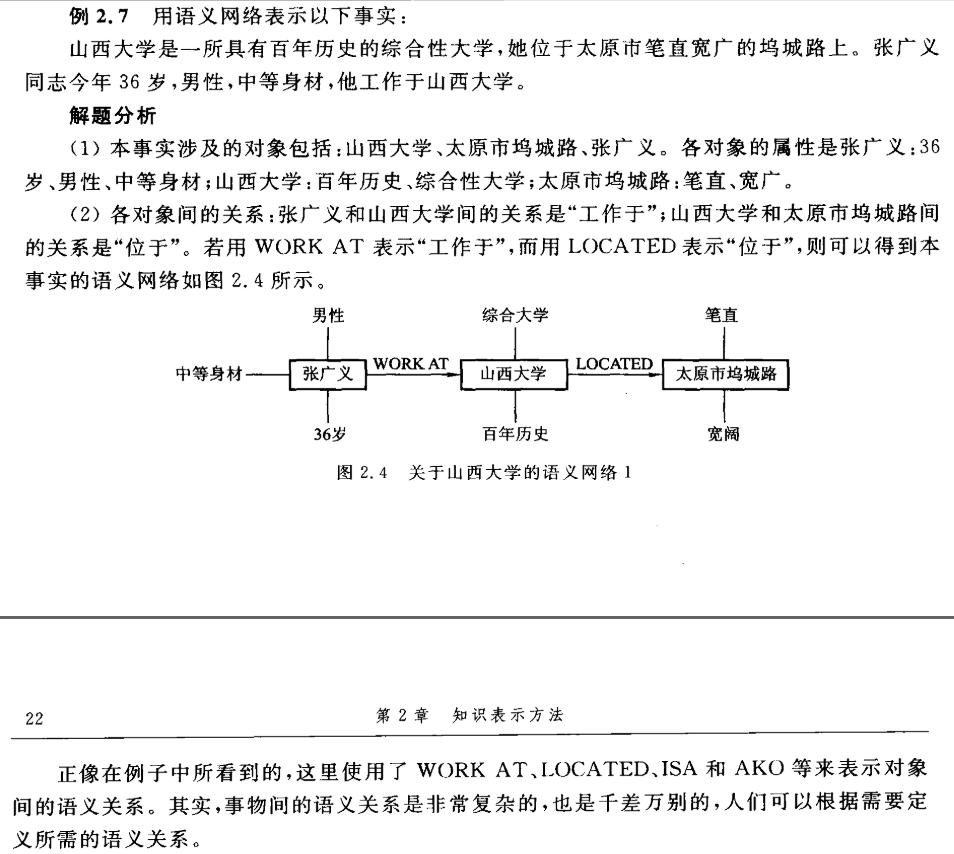 例 2.7 用语义网络表示以下事实：
山西大学是一所具有百年历史的综合性大学,她位于太原市笔直宽广的坞城路上。张广义
同志今年 36 岁,男性,中等身材,他工作于山西大学。
解题分析
(1) 本事实涉及的对象包括:山西大学、太原市坞城路、张广义。各对象的属性是张广义:36
岁、男性、中等身材;山西大学:百年历史、综合性大学;太原市坞城路:笔直、宽广。
(2) 各对象间的关系:张广义和山西大学间的关系是“工作于”;山西大学和太原市坞城路间
的关系是“位于”。若用 WORK AT 表示“工作于”,而用 LOCATED 表示“位于”,则可以得到本
事实的语义网络如图 2.4 所示。
男性 综合大学 笔直
中等身材 张广义 WORK AT 山西大学 LOCATED 太原市坞城路
36岁 百年历史 宽阔
图 2.4 关于山西大学的语义网络 1
22 第 2 章 知识表示方法
正像在例子中所看到的,这里使用了 WORK AT、LOCATED、ISA 和 AKO 等来表示对象
间的语义关系。其实,事物间的语义关系是非常复杂的,也是千差万别的,人们可以根据需要定
义所需的语义关系。